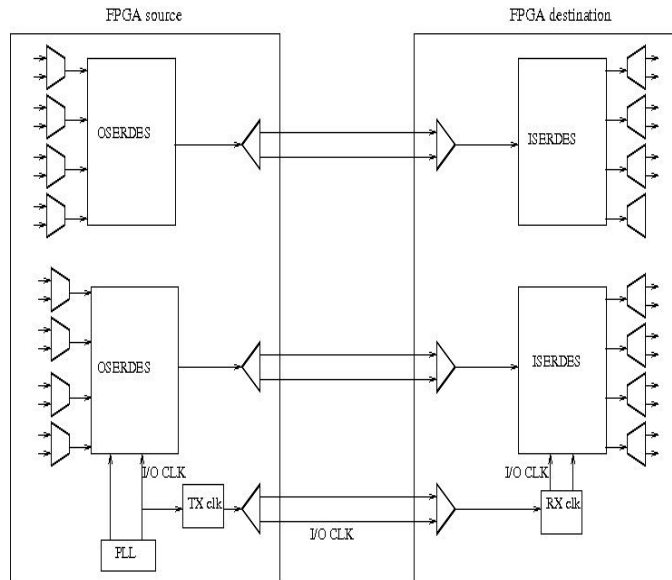 FPGA source
FPGA destination
OSERDES
ISERDES
OSERDES
ISERDES
I/O CLK
I/O CLK
TX clk
RX clk
I/O CLK
PLL